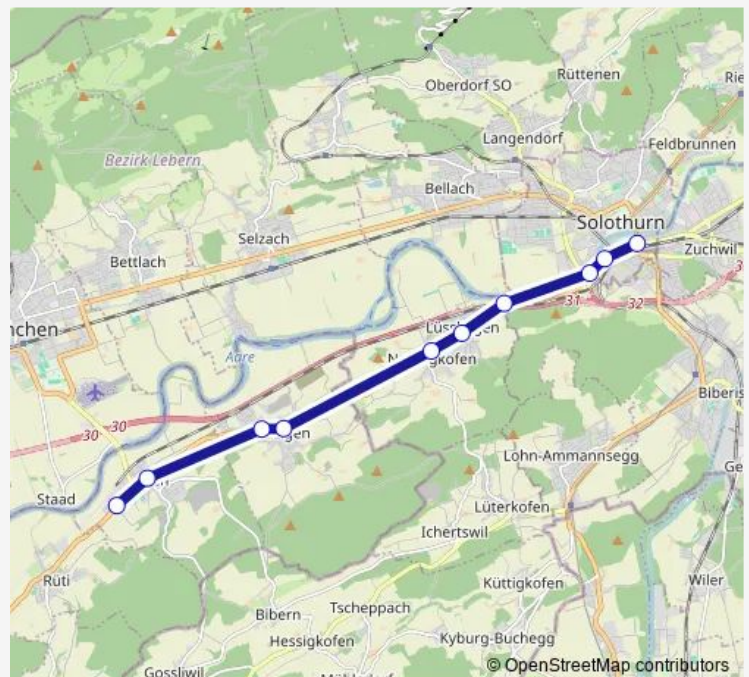 Oberdorf SO
Rüttenen
Langendorf
Feldbrunnen
Bezirk Lebern
Bellach
Solothurn
Selzach
Zuchwil
Bettlach
31
32
Aare
30
30
Biberis
Lohn-Ammannsegg
Staad
Lüterkofen
Ichertswil
Rüti
Küttigkofen
Wiler
Bibern
Tscheppach
Hessigkofen
Kyburg-Buchegg
Gossliwil
© OpenStreetMap contributors